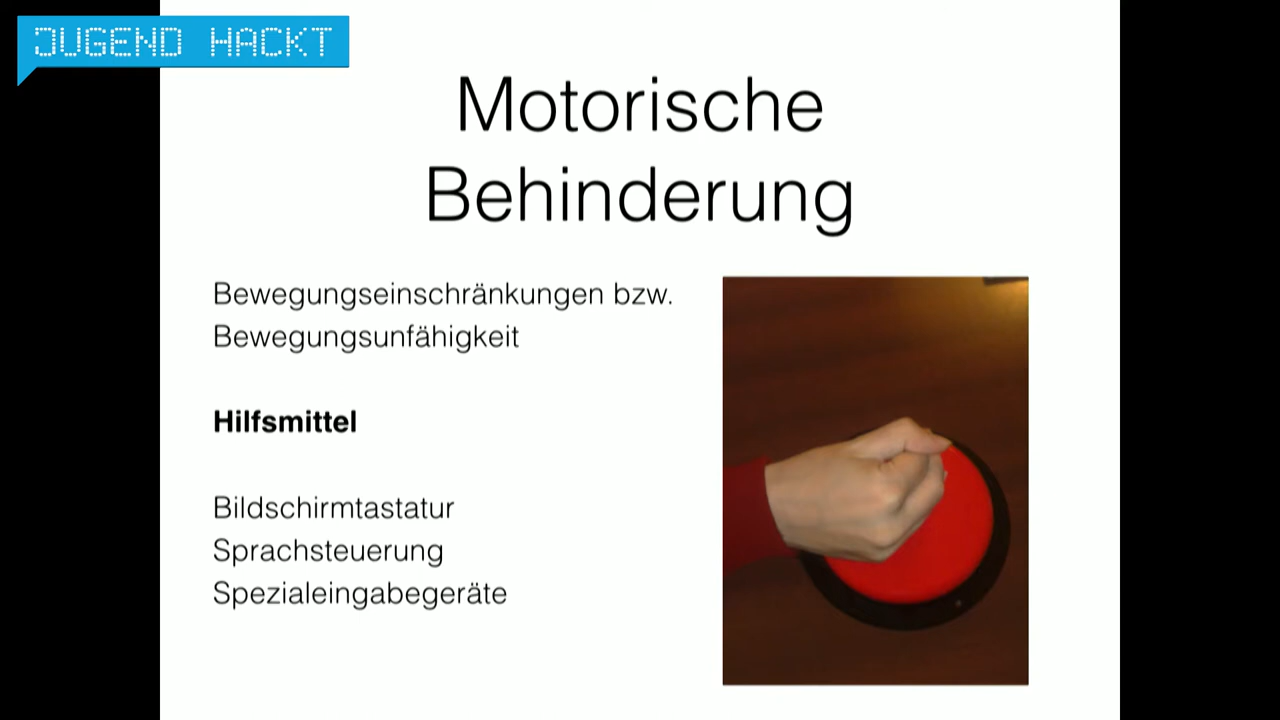 JUGEND HACKT
Motorische
Behinderung
Bewegungseinschränkungen bzw.
Bewegungsunfähigkeit
Hilfsmittel
Bildschirmtastatur
Sprachsteuerung
Spezialeingabegeräte